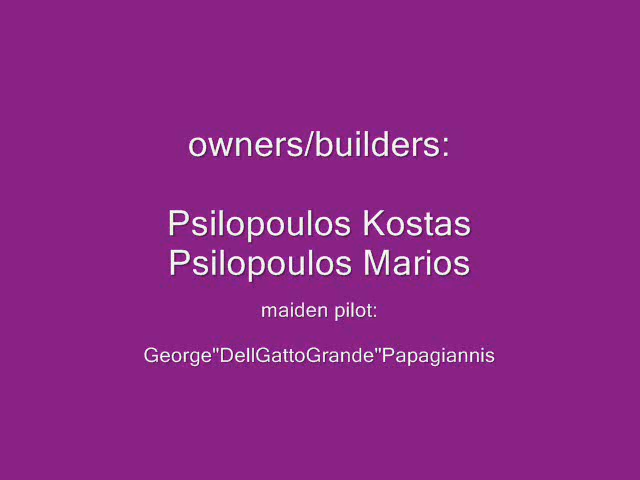 owners/builders:
Psilopoulos Kostas
Psilopoulos Marios
maiden pilot:
George"DellGattoGrande"Papagiannis